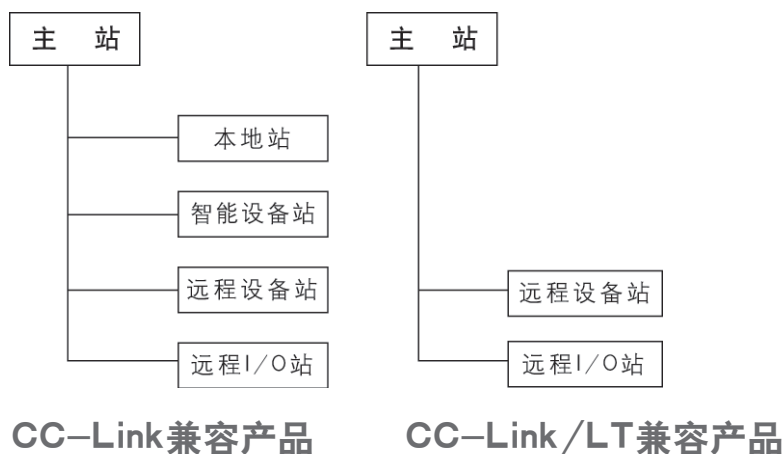 主 站
本地站
智能设备站
远程设备站
远程I/O站
CC-Link兼容产品
主 站
远程设备站
远程I/O站
CC-Link/LT兼容产品